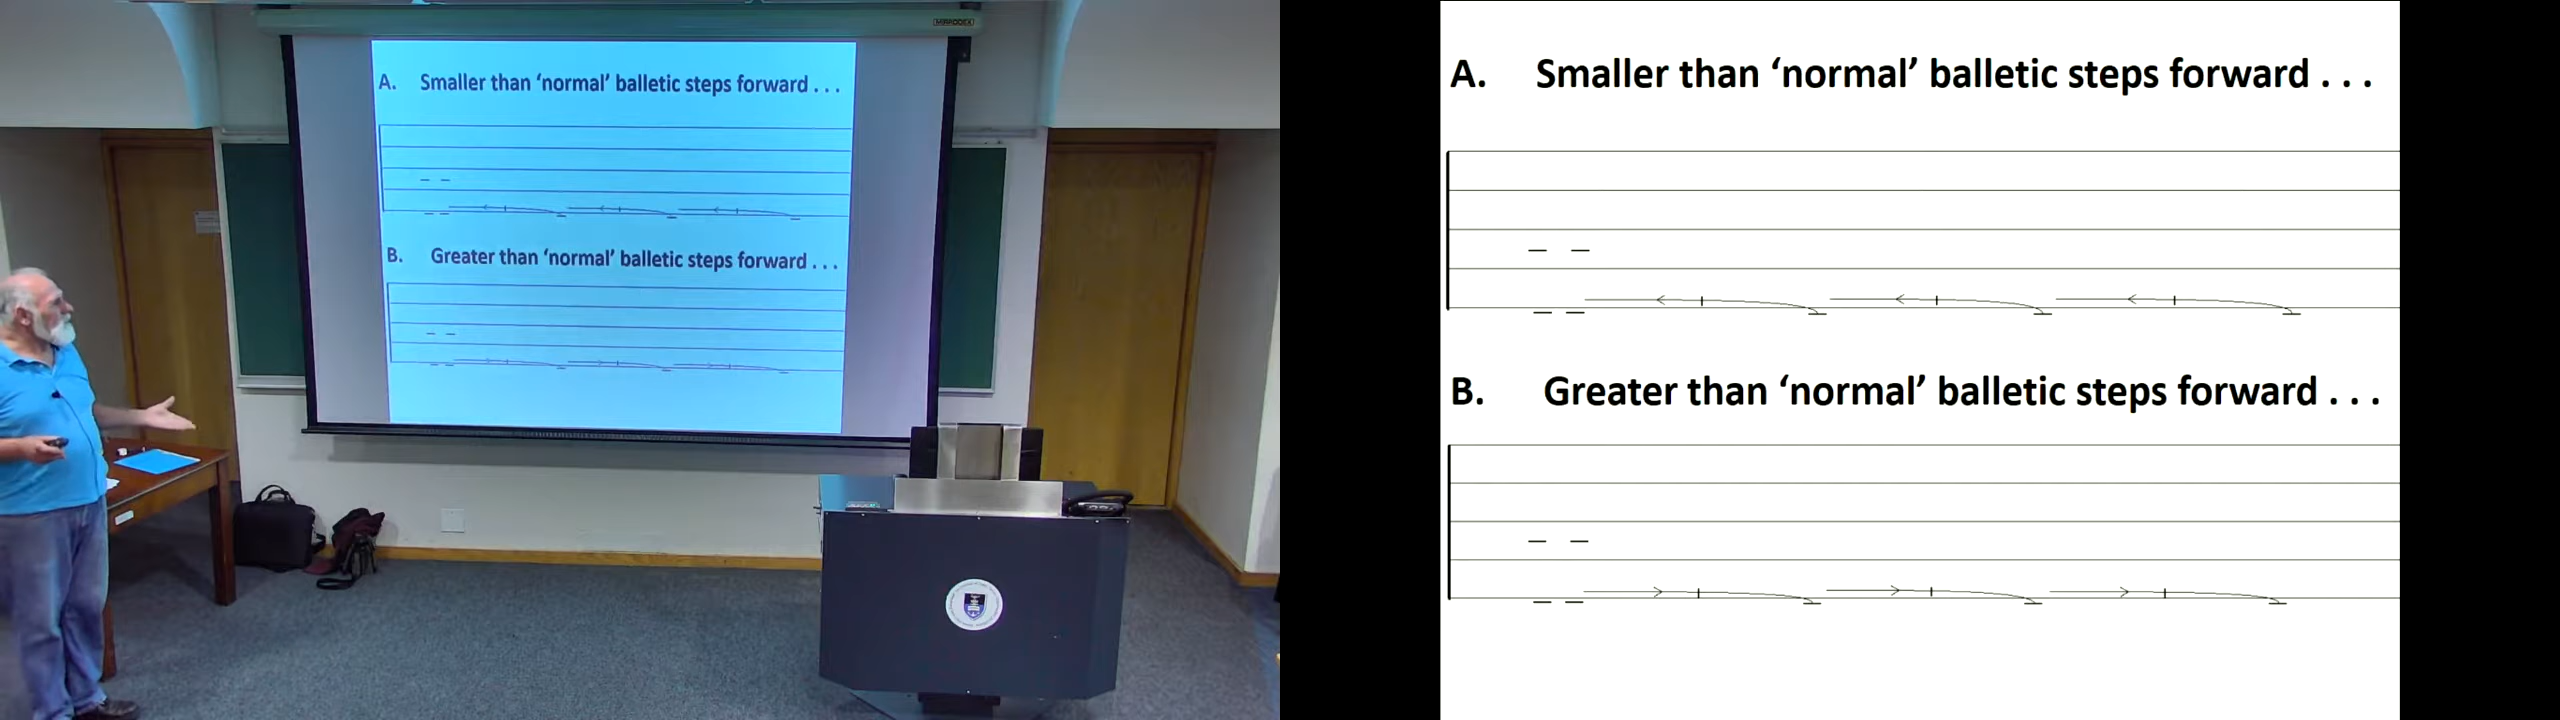 A. Smaller than ‘normal’ balletic steps forward . . .
B. Greater than ‘normal’ balletic steps forward . . .
A. Smaller than ‘normal’ balletic steps forward . . .
B. Greater than ‘normal’ balletic steps forward . . .